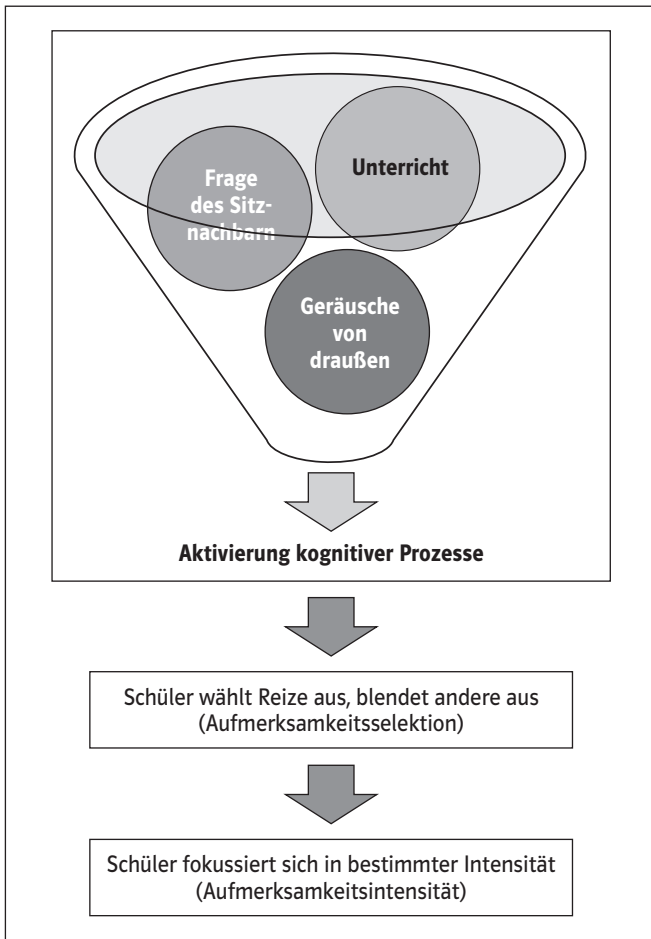 Frage
des Sitz-
nachbarn
Unterricht
Geräusche
von
draußen
Aktivierung kognitiver Prozesse
Schüler wählt Reize aus, blendet andere aus
(Aufmerksamkeitsselektion)
Schüler fokussiert sich in bestimmter Intensität
(Aufmerksamkeitsintensität)